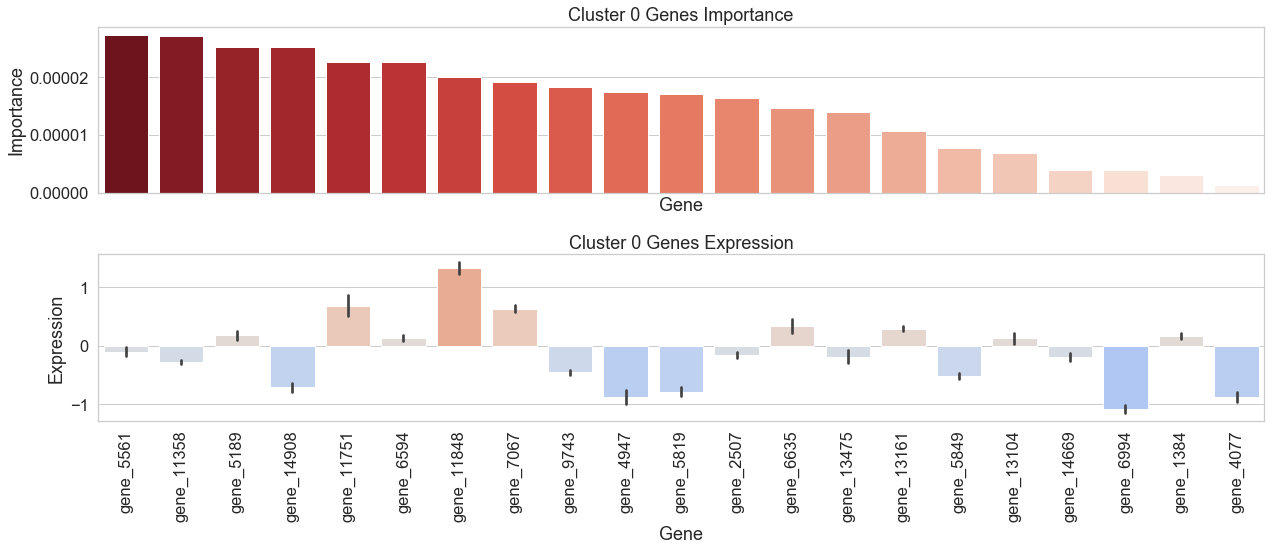 Cluster 0 Genes Importance
Importance
0.00002
0.00001
0.00000
Gene
Cluster 0 Genes Expression
Expression
1
0
−1
gene_5561
gene_11358
gene_5189
gene_14908
gene_11751
gene_6594
gene_11848
gene_7067
gene_9743
gene_4947
gene_5819
gene_2507
gene_6635
gene_13475
gene_13161
gene_5849
gene_13104
gene_14669
gene_6994
gene_1384
gene_4077
Gene